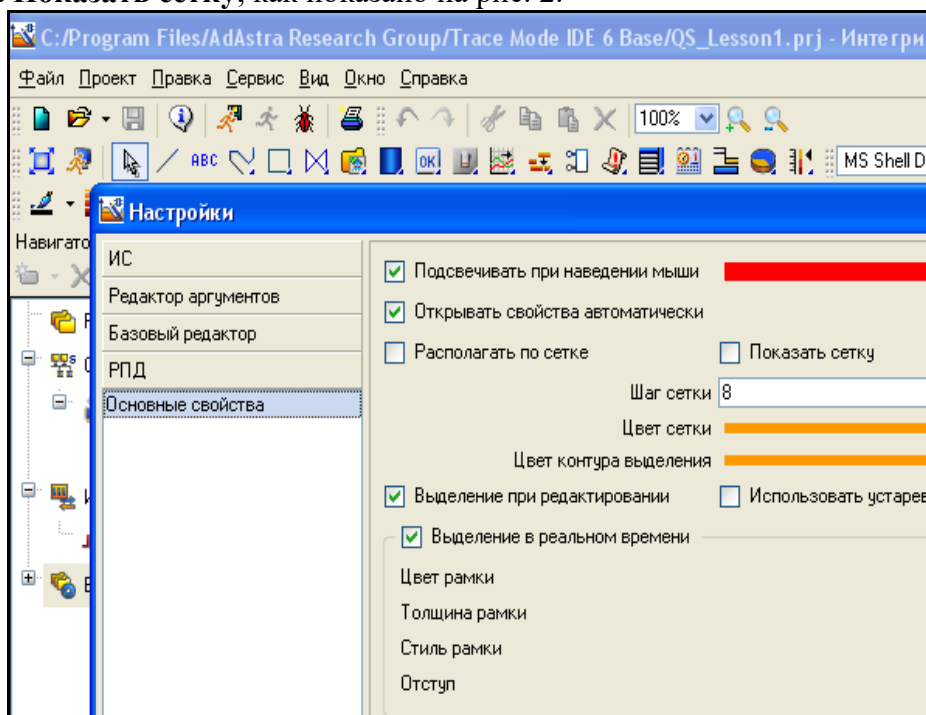 Показать сетку, как показано на рис. 2.
C:/Program Files/AdAstra Research Group/Trace Mode IDE 6 Base/QS_Lesson1.prj - Интегри
Файл Проект Правка Сервис Вид Окно Справка
100%
ABC OK MS Shell D
Настройки
Навигато
ИС
Редактор аргументов
Базовый редактор
РПД
Основные свойства
Подсвечивать при наведении мыши
Открывать свойства автоматически
Располагать по сетке Показать сетку
Шаг сетки 8
Цвет сетки
Цвет контура выделения
Выделение при редактировании Использовать устарев
Выделение в реальном времени
Цвет рамки
Толщина рамки
Стиль рамки
Отступ